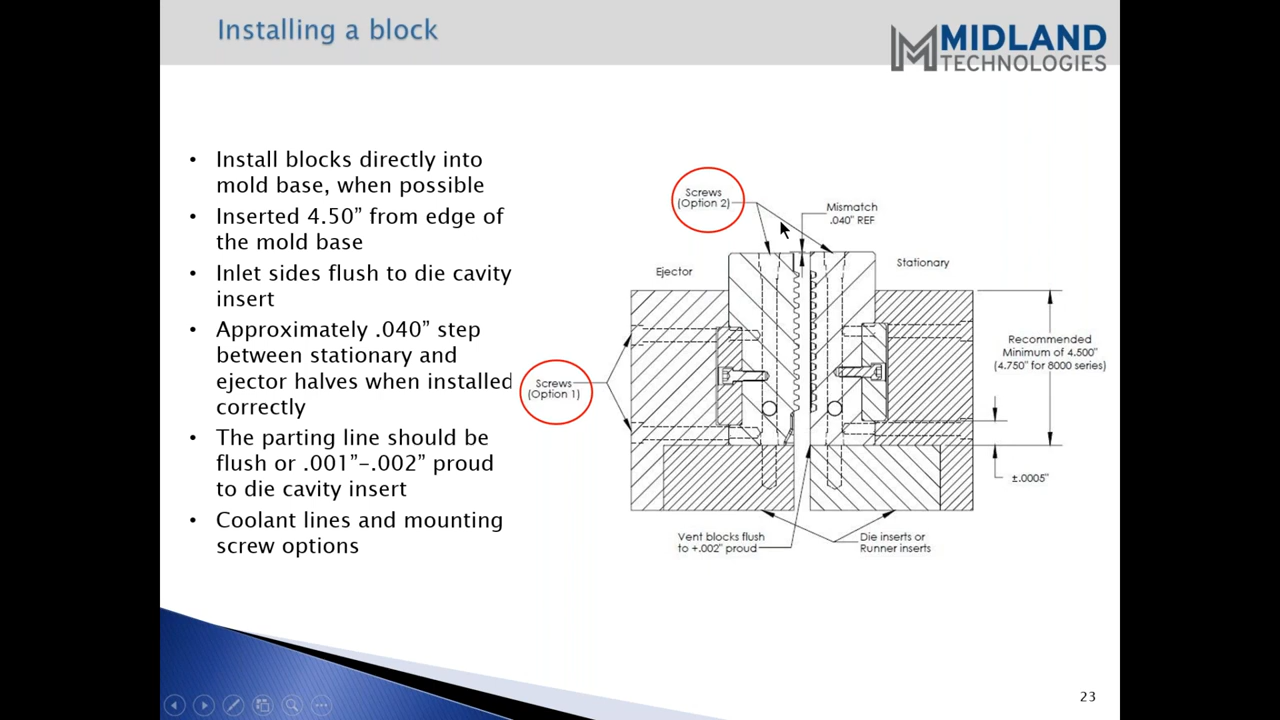 Installing a block
MIDLAND
TECHNOLOGIES
• Install blocks directly into
mold base, when possible
• Inserted 4.50” from edge of
the mold base
• Inlet sides flush to die cavity
insert
• Approximately .040” step
between stationary and
ejector halves when installed
correctly
• The parting line should be
flush or .001”-.002” proud
to die cavity insert
• Coolant lines and mounting
screw options
Screws
(Option 2)
Mismatch
.040" REF
Ejector
Stationary
Recommended
Minimum of 4.500"
(4.750" for 8000 series)
Screws
(Option 1)
±.0005"
Vent blocks flush
to +.002" proud
Die inserts or
Runner inserts
23